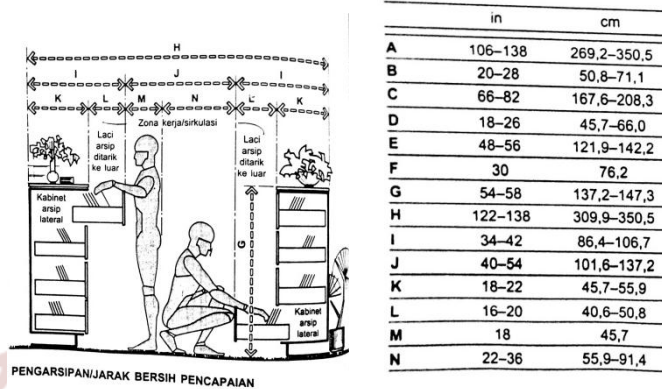 H
I J I
K L M N L K
Zona kerja/sirkulasi
Laci
arsip
ditarik
ke luar
Laci
arsip
ditarik
ke luar
Kabinet
arsip
lateral
G
Kabinet
arsip
lateral
PENGARSIPAN/JARAK BERSIH PENCAPAIAN
in cm
A 106–138 269,2–350,5
B 20–28 50,8–71,1
C 66–82 167,6–208,3
D 18–26 45,7–66,0
E 48–56 121,9–142,2
F 30 76,2
G 54–58 137,2–147,3
H 122–138 309,9–350,5
I 34–42 86,4–106,7
J 40–54 101,6–137,2
K 18–22 45,7–55,9
L 16–20 40,6–50,8
M 18 45,7
N 22–36 55,9–91,4